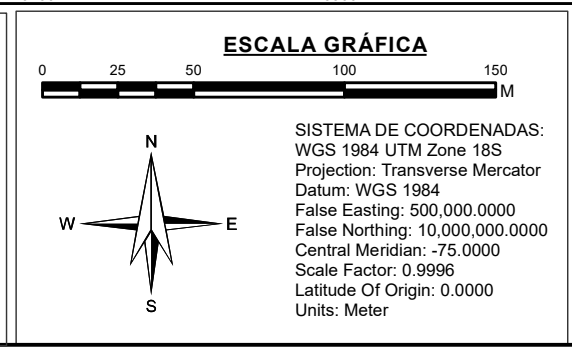 ESCALA GRÁFICA
0 25 50 100 150
M
SISTEMA DE COORDENADAS:
WGS 1984 UTM Zone 18S
Projection: Transverse Mercator
Datum: WGS 1984
False Easting: 500,000.0000
False Northing: 10,000,000.0000
Central Meridian: -75.0000
Scale Factor: 0.9996
Latitude Of Origin: 0.0000
Units: Meter
N
W E
S